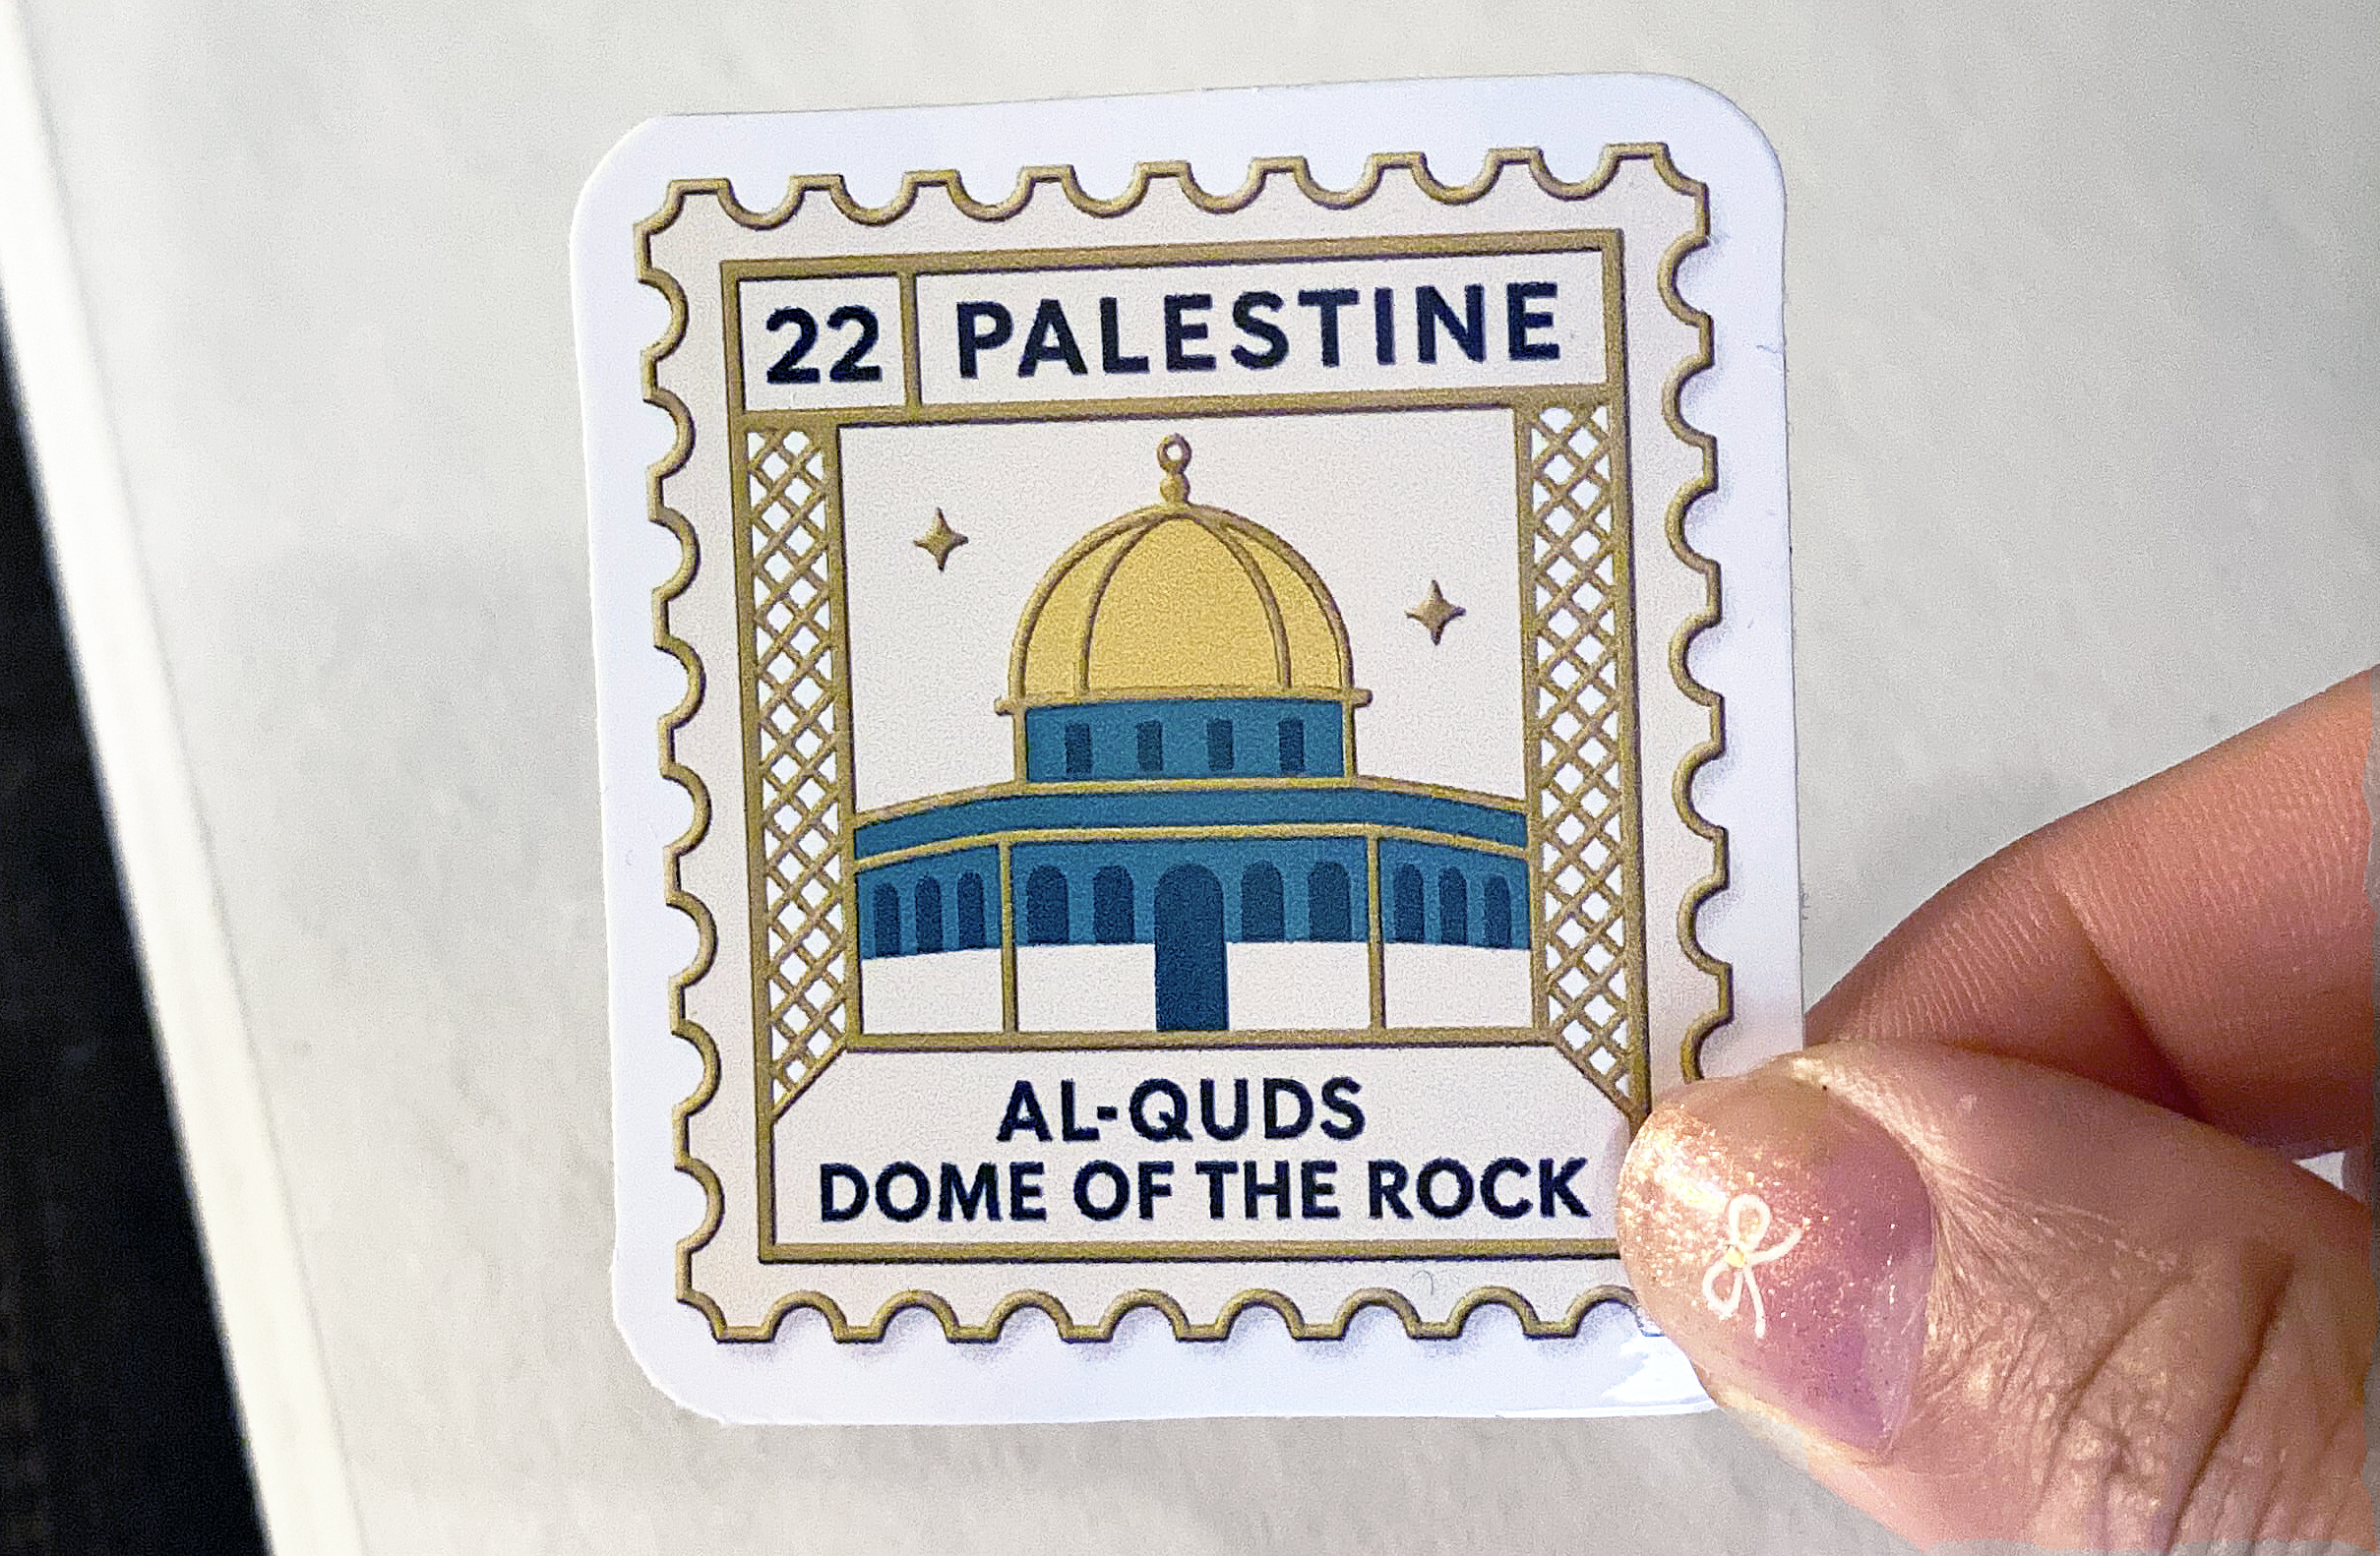 22 PALESTINE
AL-QUDS
DOME OF THE ROCK